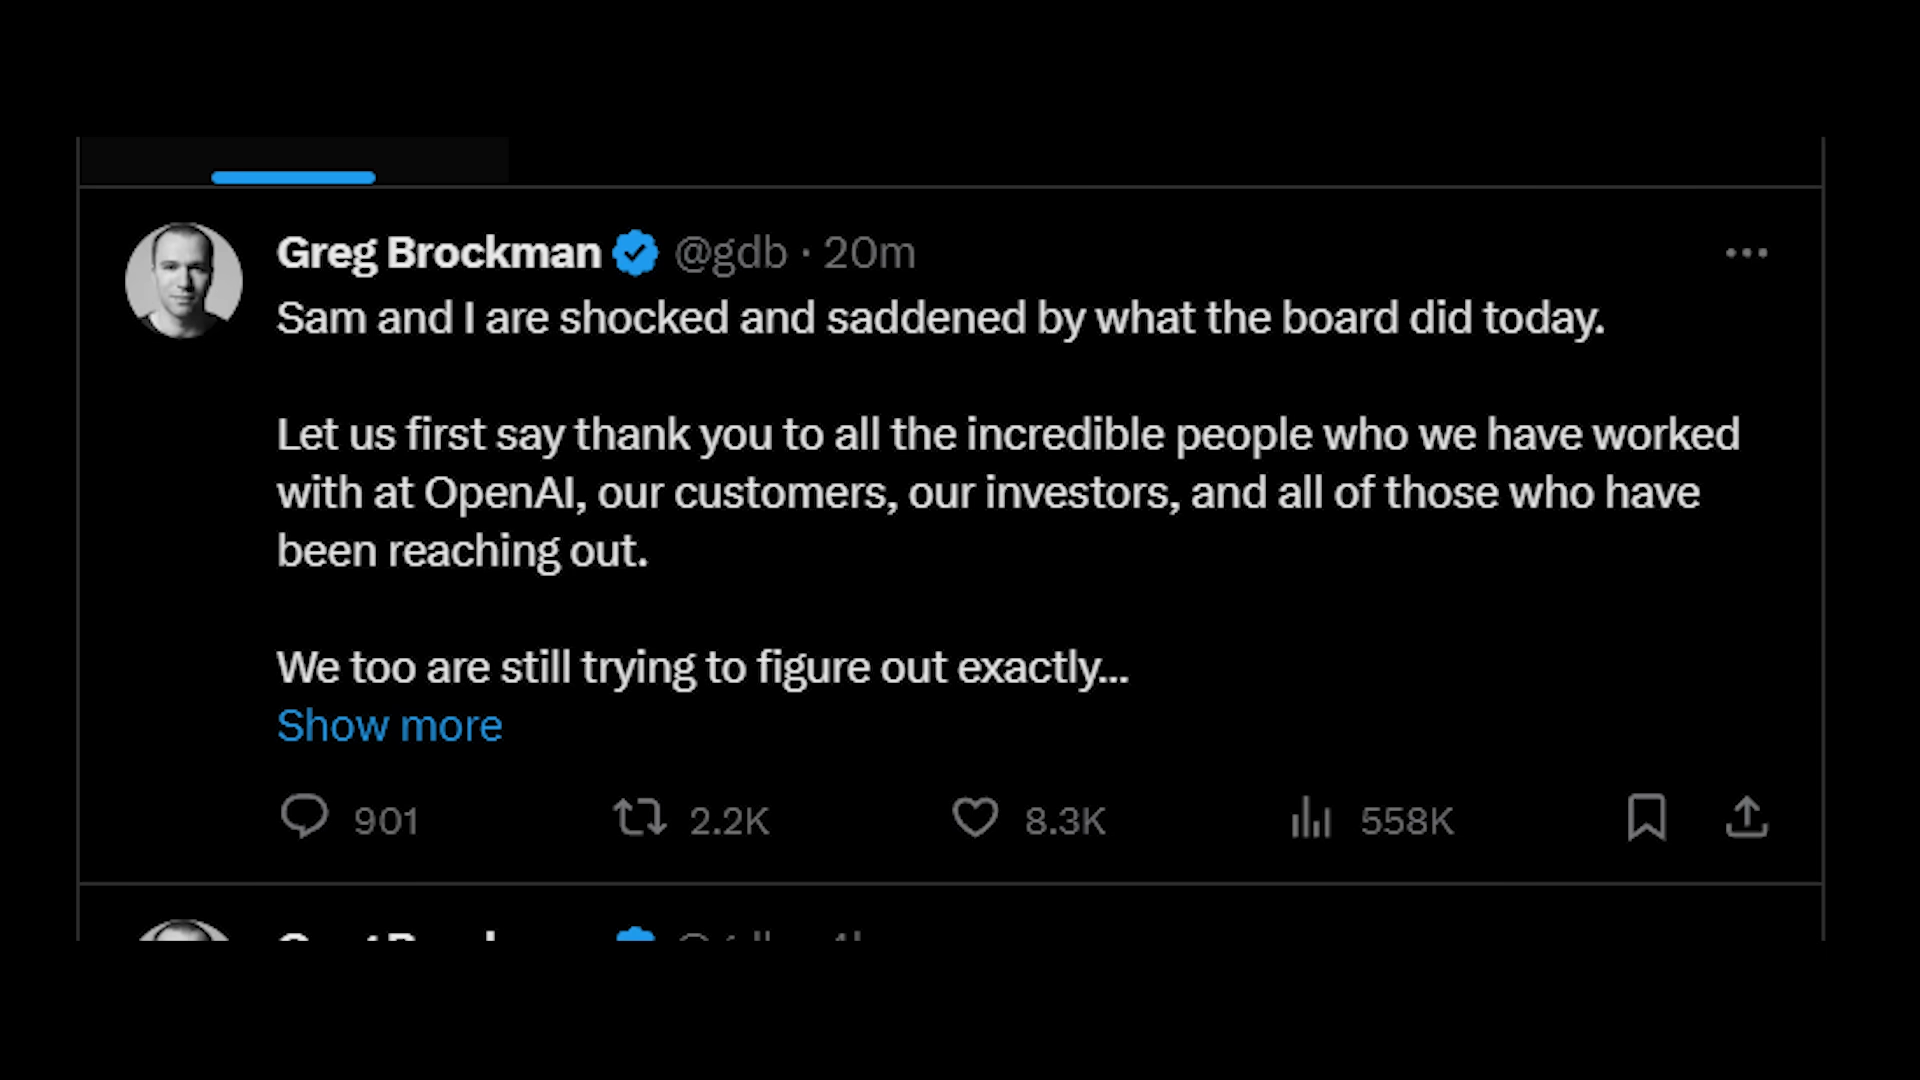 Greg Brockman @gdb · 20m
Sam and I are shocked and saddened by what the board did today.
Let us first say thank you to all the incredible people who we have worked
with at OpenAI, our customers, our investors, and all of those who have
been reaching out.
We too are still trying to figure out exactly...
Show more
901 2.2K 8.3K 558K